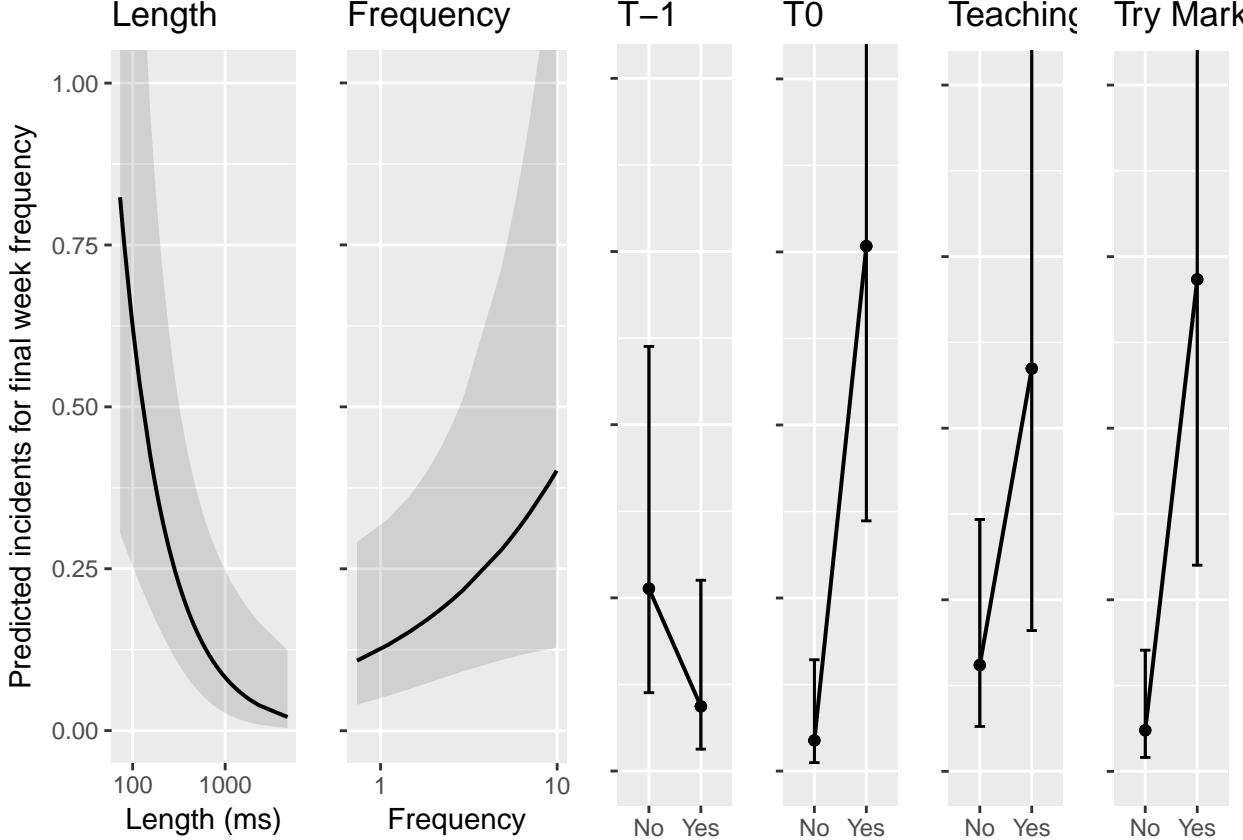 Length
Frequency
T−1
T0
Teaching
Try Mark
Predicted incidents for final week frequency
1.00
0.75
0.50
0.25
0.00
100 1000
1 10
No Yes
No Yes
No Yes
No Yes
Length (ms)
Frequency